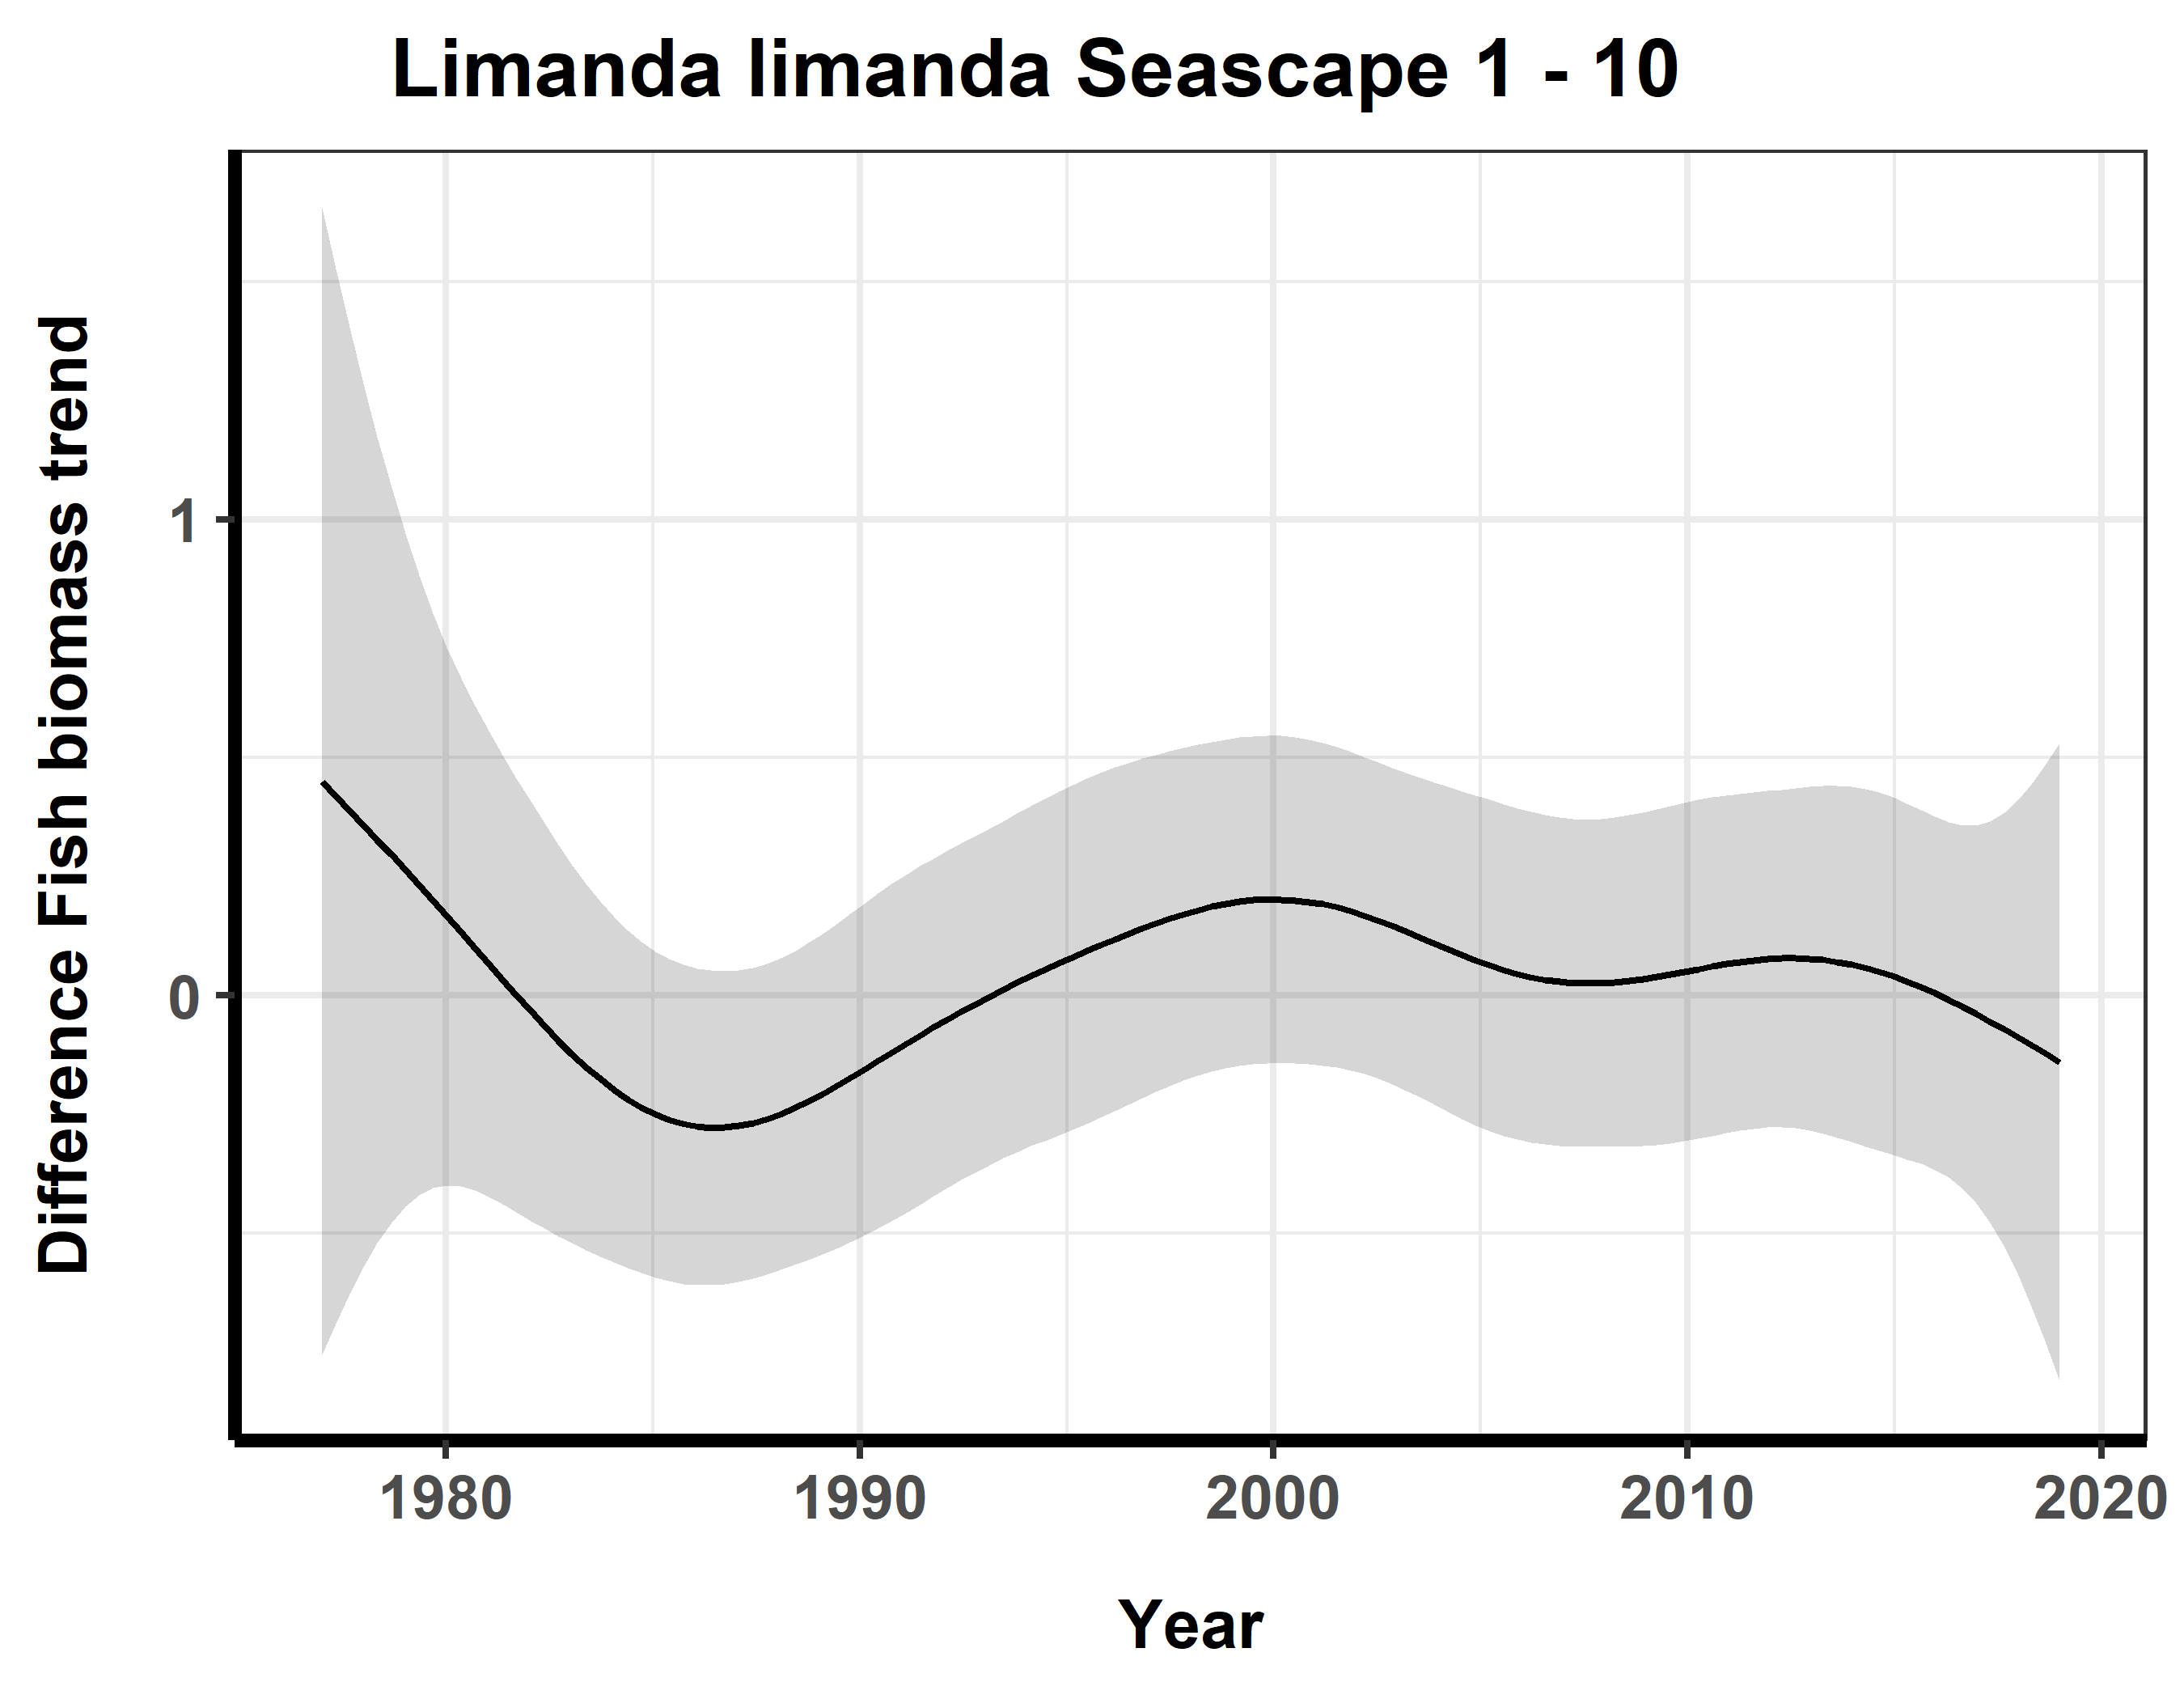 Limanda limanda Seascape 1 - 10
Difference Fish biomass trend
1
0
1980
1990
2000
2010
2020
Year